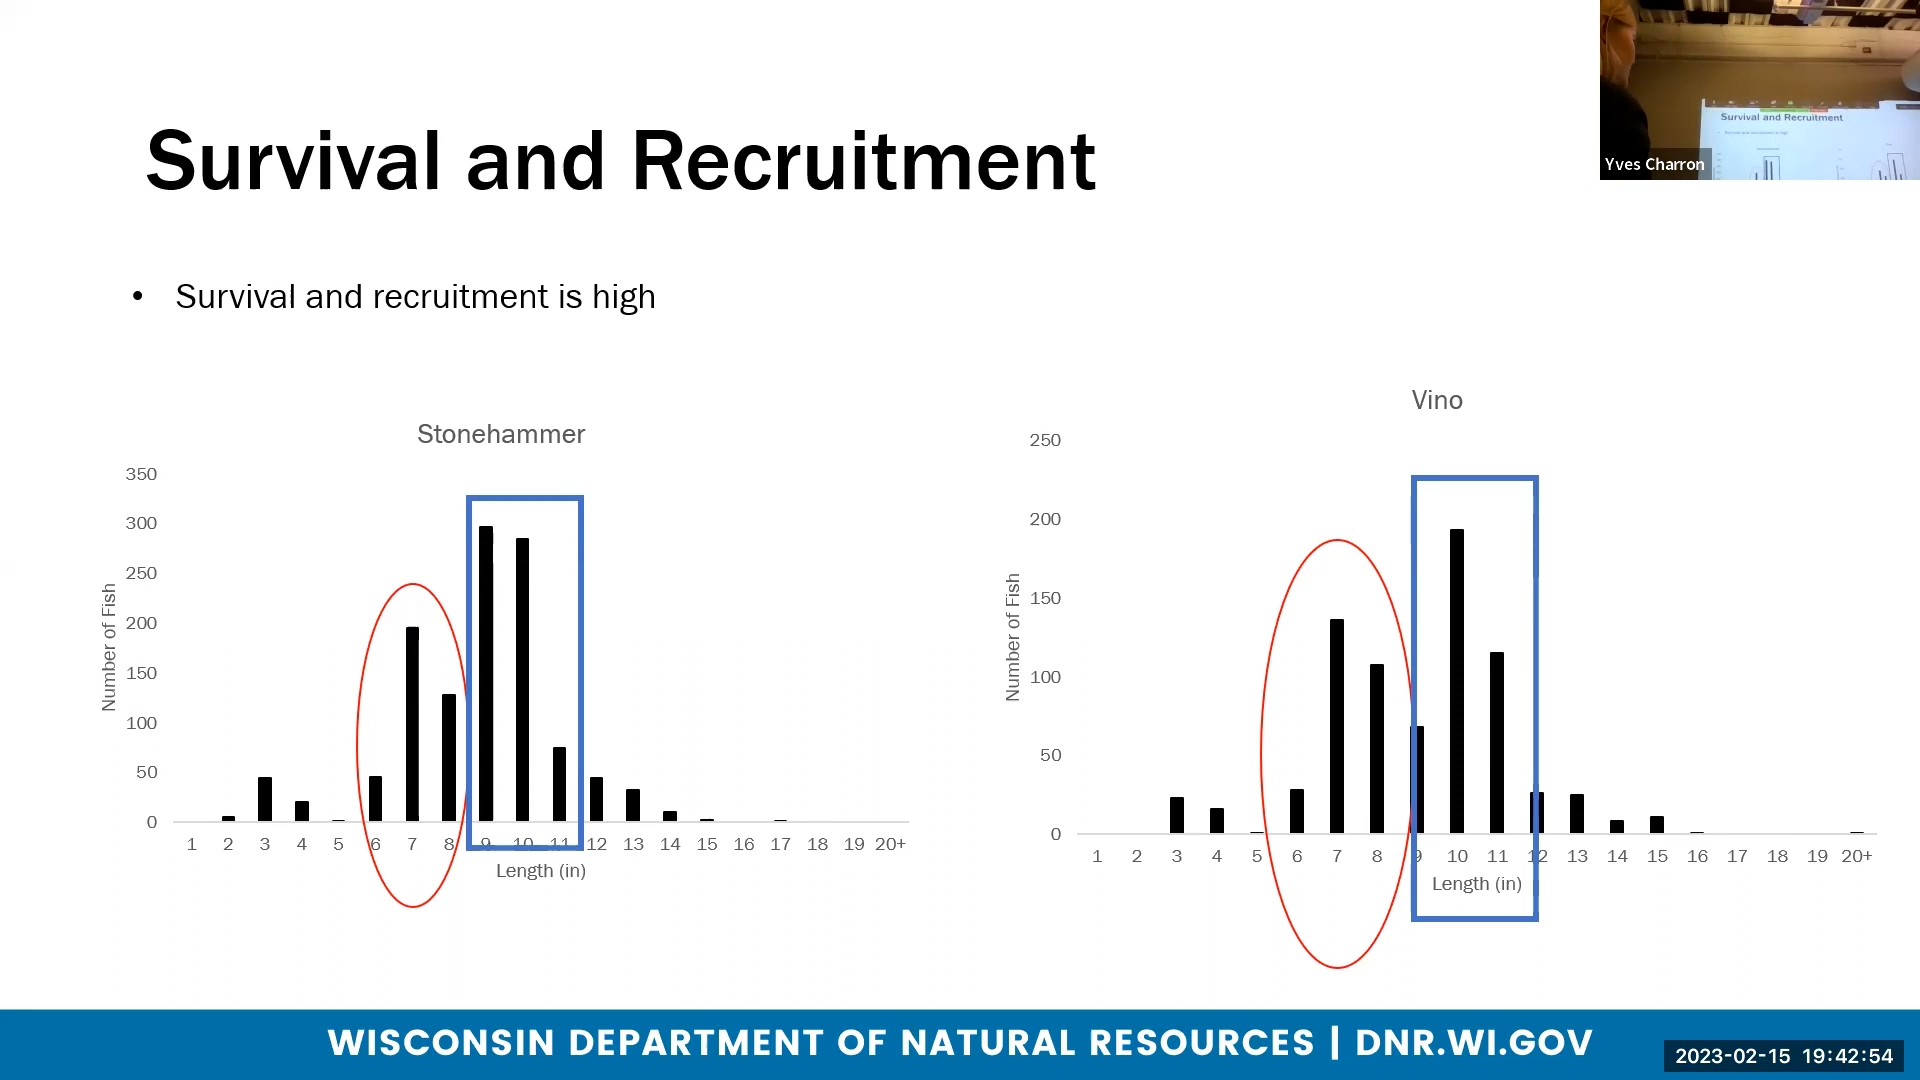 Survival and Recruitment
• Survival and recruitment is high
Stonehammer
350
300
250
200
150
100
50
0
Number of Fish
1 2 3 4 5 6 7 8 9 10 11 12 13 14 15 16 17 18 19 20+
Length (in)
Vino
250
200
150
100
50
0
Number of Fish
1 2 3 4 5 6 7 8 9 10 11 12 13 14 15 16 17 18 19 20+
Length (in)
Survival and Recruitment
Yves Charron
WISCONSIN DEPARTMENT OF NATURAL RESOURCES | DNR.WI.GOV
2023-02-15 19:42:54